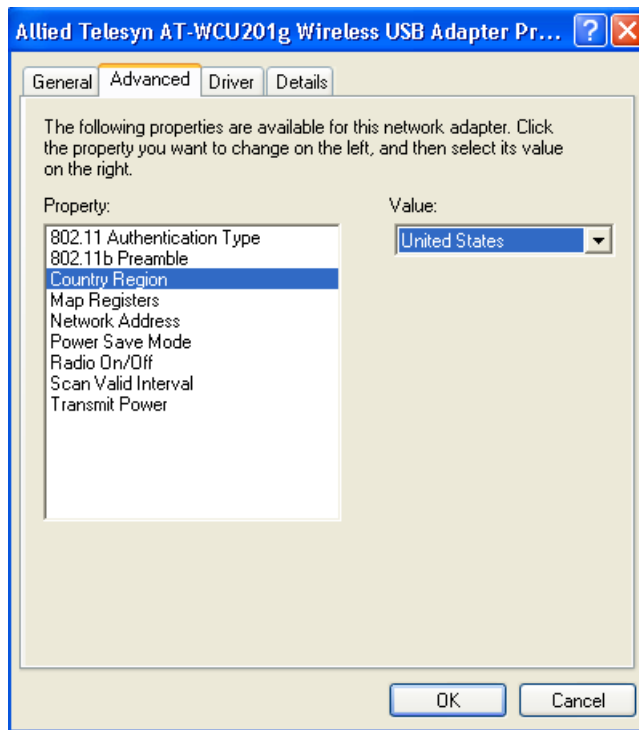 Allied Telesyn AT-WCU201g Wireless USB Adapter Pr...
General Advanced Driver Details
The following properties are available for this network adapter. Click
the property you want to change on the left, and then select its value
on the right.
Property: Value:
802.11 Authentication Type
802.11b Preamble
Country Region
Map Registers
Network Address
Power Save Mode
Radio On/Off
Scan Valid Interval
Transmit Power
United States
OK Cancel